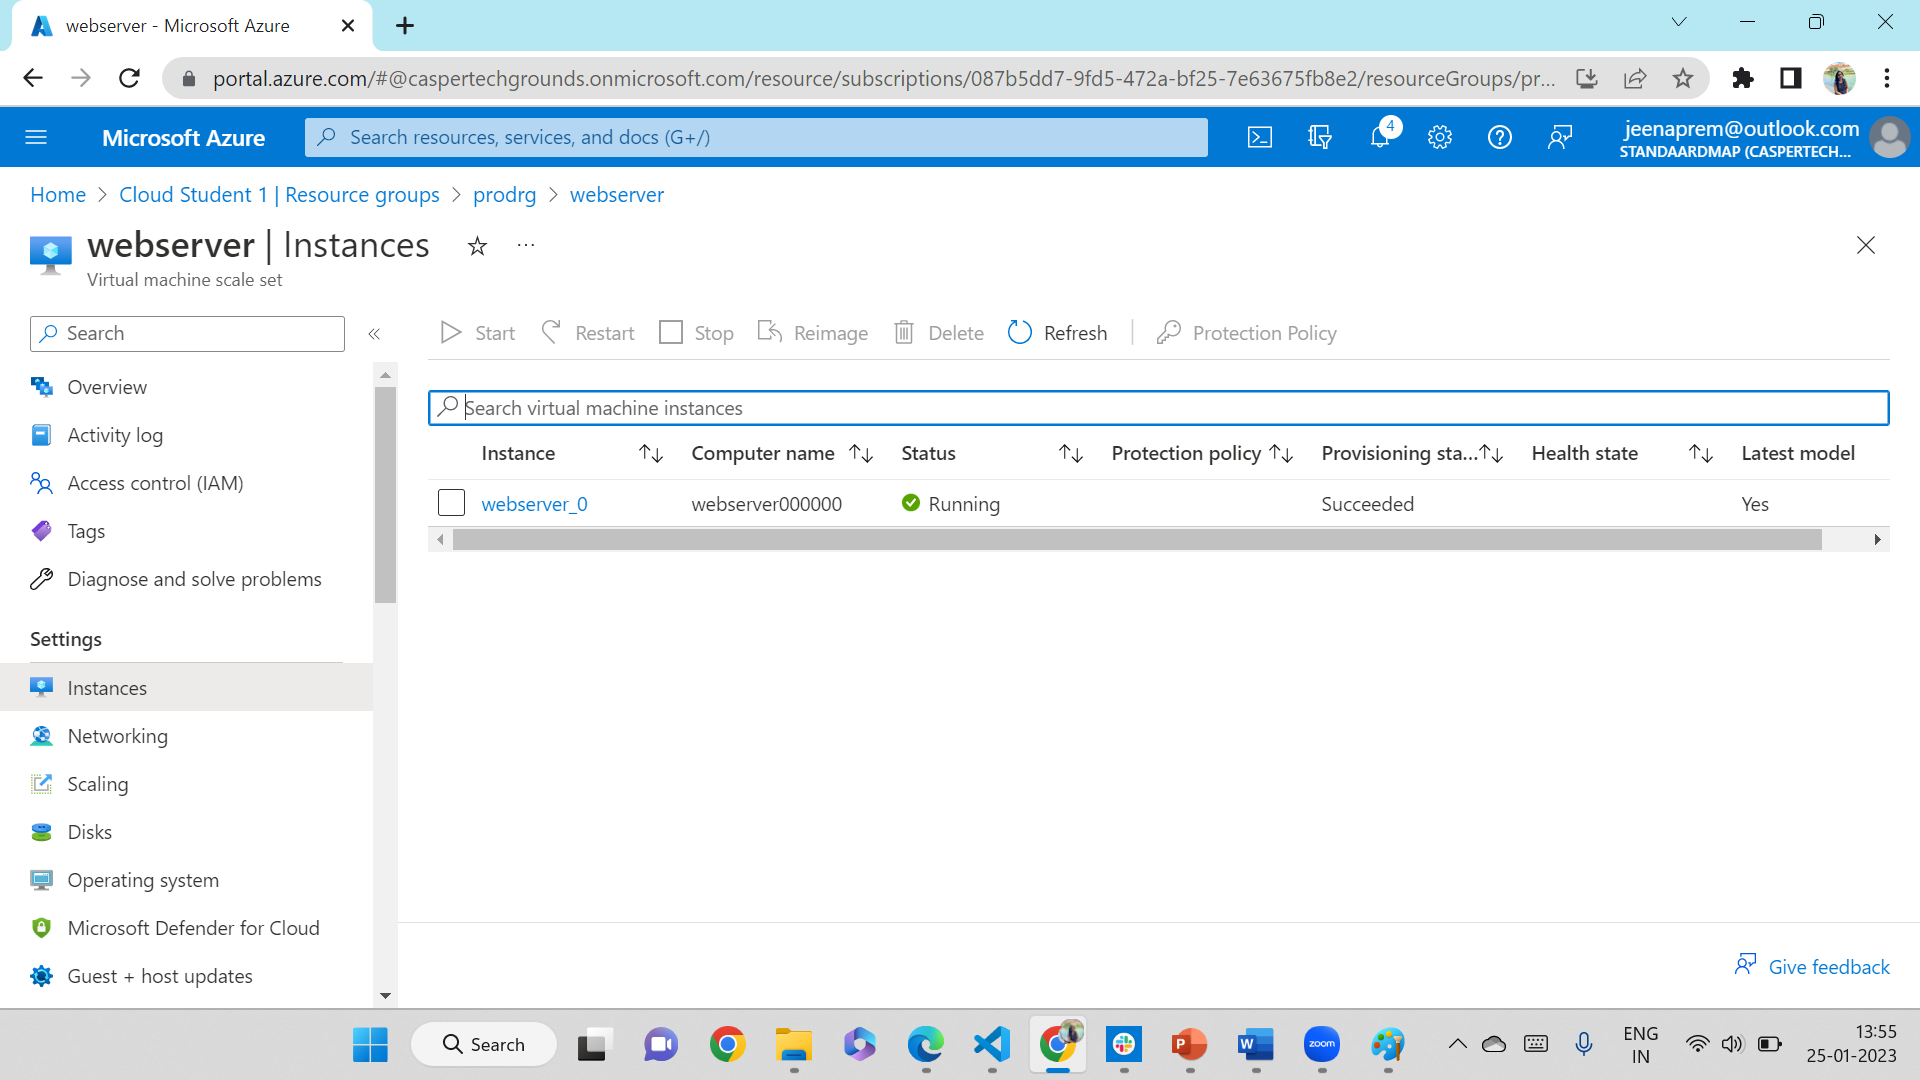 webserver - Microsoft Azure
portal.azure.com/#@caspertechgrounds.onmicrosoft.com/resource/subscriptions/087b5dd7-9fd5-472a-bf25-7e63675fb8e2/resourceGroups/pr...
Microsoft Azure
Search resources, services, and docs (G+/)
4
jeenaprem@outlook.com
STANDAARDMAP (CASPERTECH...
Home > Cloud Student 1 | Resource groups > prodrg > webserver
webserver | Instances
Virtual machine scale set
Search
Start Restart Stop Reimage Delete Refresh Protection Policy
Overview
Activity log
Access control (IAM)
Tags
Diagnose and solve problems
Settings
Instances
Networking
Scaling
Disks
Operating system
Microsoft Defender for Cloud
Guest + host updates
Search virtual machine instances
Instance Computer name Status Protection policy Provisioning sta... Health state Latest model
webserver_0 webserver000000 Running Succeeded Yes
Give feedback
Search
zoom
ENG
IN
13:55
25-01-2023